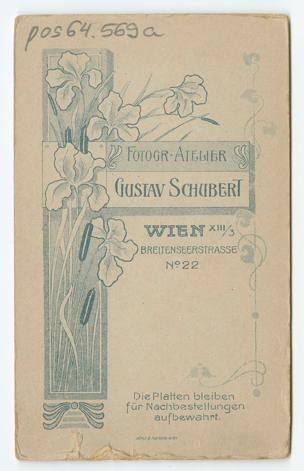 pos64.569a
FOTOGR-ATELIER
GUSTAV SCHUBERT
WIEN XIII/3
BREITENSEERSTRASSE
No 22
Die Platten bleiben
für Nachbestellungen
aufbewahrt.